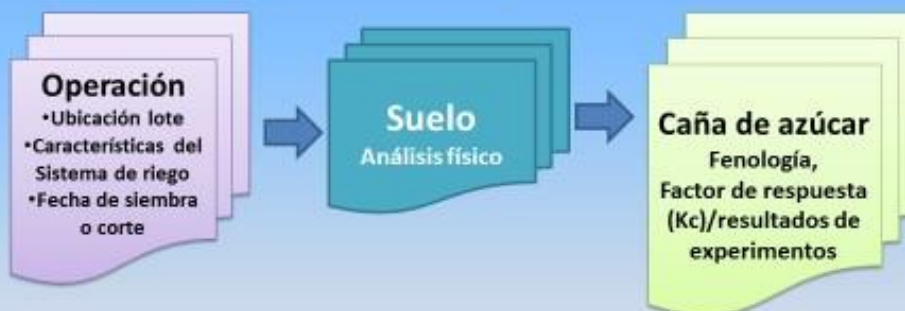 Operación
•Ubicación lote
•Características del
Sistema de riego
•Fecha de siembra
o corte
Suelo
Análisis físico
Caña de azúcar
Fenología,
Factor de respuesta
(Kc)/resultados de
experimentos